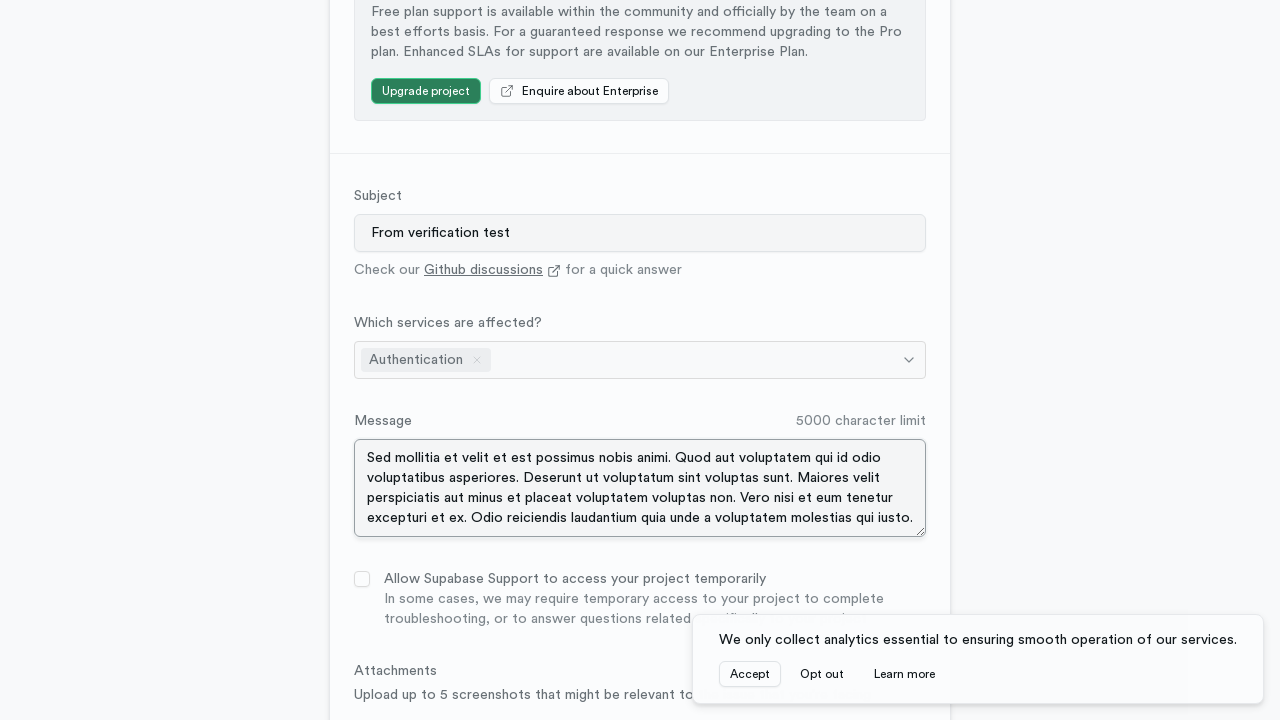 Free plan support is available within the community and officially by the team on a
best efforts basis. For a guaranteed response we recommend upgrading to the Pro
plan. Enhanced SLAs for support are available on our Enterprise Plan.
Upgrade project
Enquire about Enterprise
Subject
From verification test
Check our Github discussions for a quick answer
Which services are affected?
Authentication
Message
5000 character limit
Sed mollitia et velit et est possimus nobis animi. Quod aut voluptatem qui id odio
voluptatibus asperiores. Deserunt ut voluptatum sint voluptas sunt. Maiores velit
perspiciatis aut minus et placeat voluptatem voluptas non. Vero nisi et eum tenetur
excepturi et ex. Odio reiciendis laudantium quia unde a voluptatem molestias qui iusto.
Allow Supabase Support to access your project temporarily
In some cases, we may require temporary access to your project to complete
troubleshooting, or to answer questions related
Attachments
Upload up to 5 screenshots that might be relevant to
We only collect analytics essential to ensuring smooth operation of our services.
Accept
Opt out
Learn more